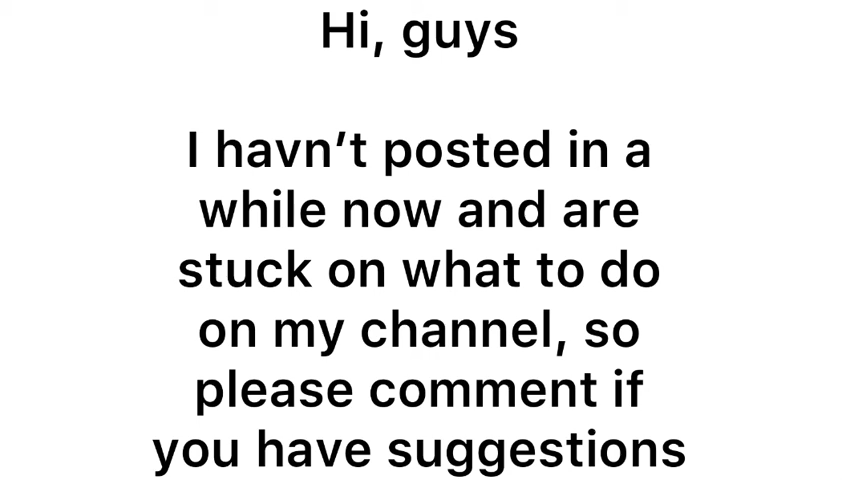 Hi, guys
I havn’t posted in a
while now and are
stuck on what to do
on my channel, so
please comment if
you have suggestions